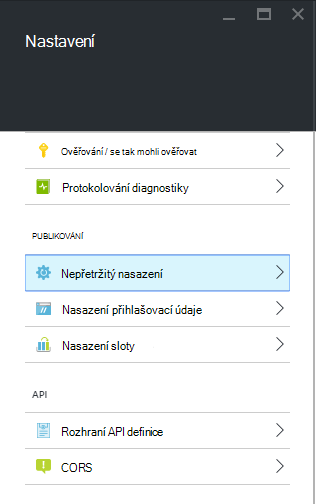 Nastavení
Ověřování / se tak mohli ověřovat
Protokolování diagnostiky
PUBLIKOVÁNÍ
Nepřetržitý nasazení
Nasazení přihlašovací údaje
Nasazení sloty
API
Rozhraní API definice
CORS